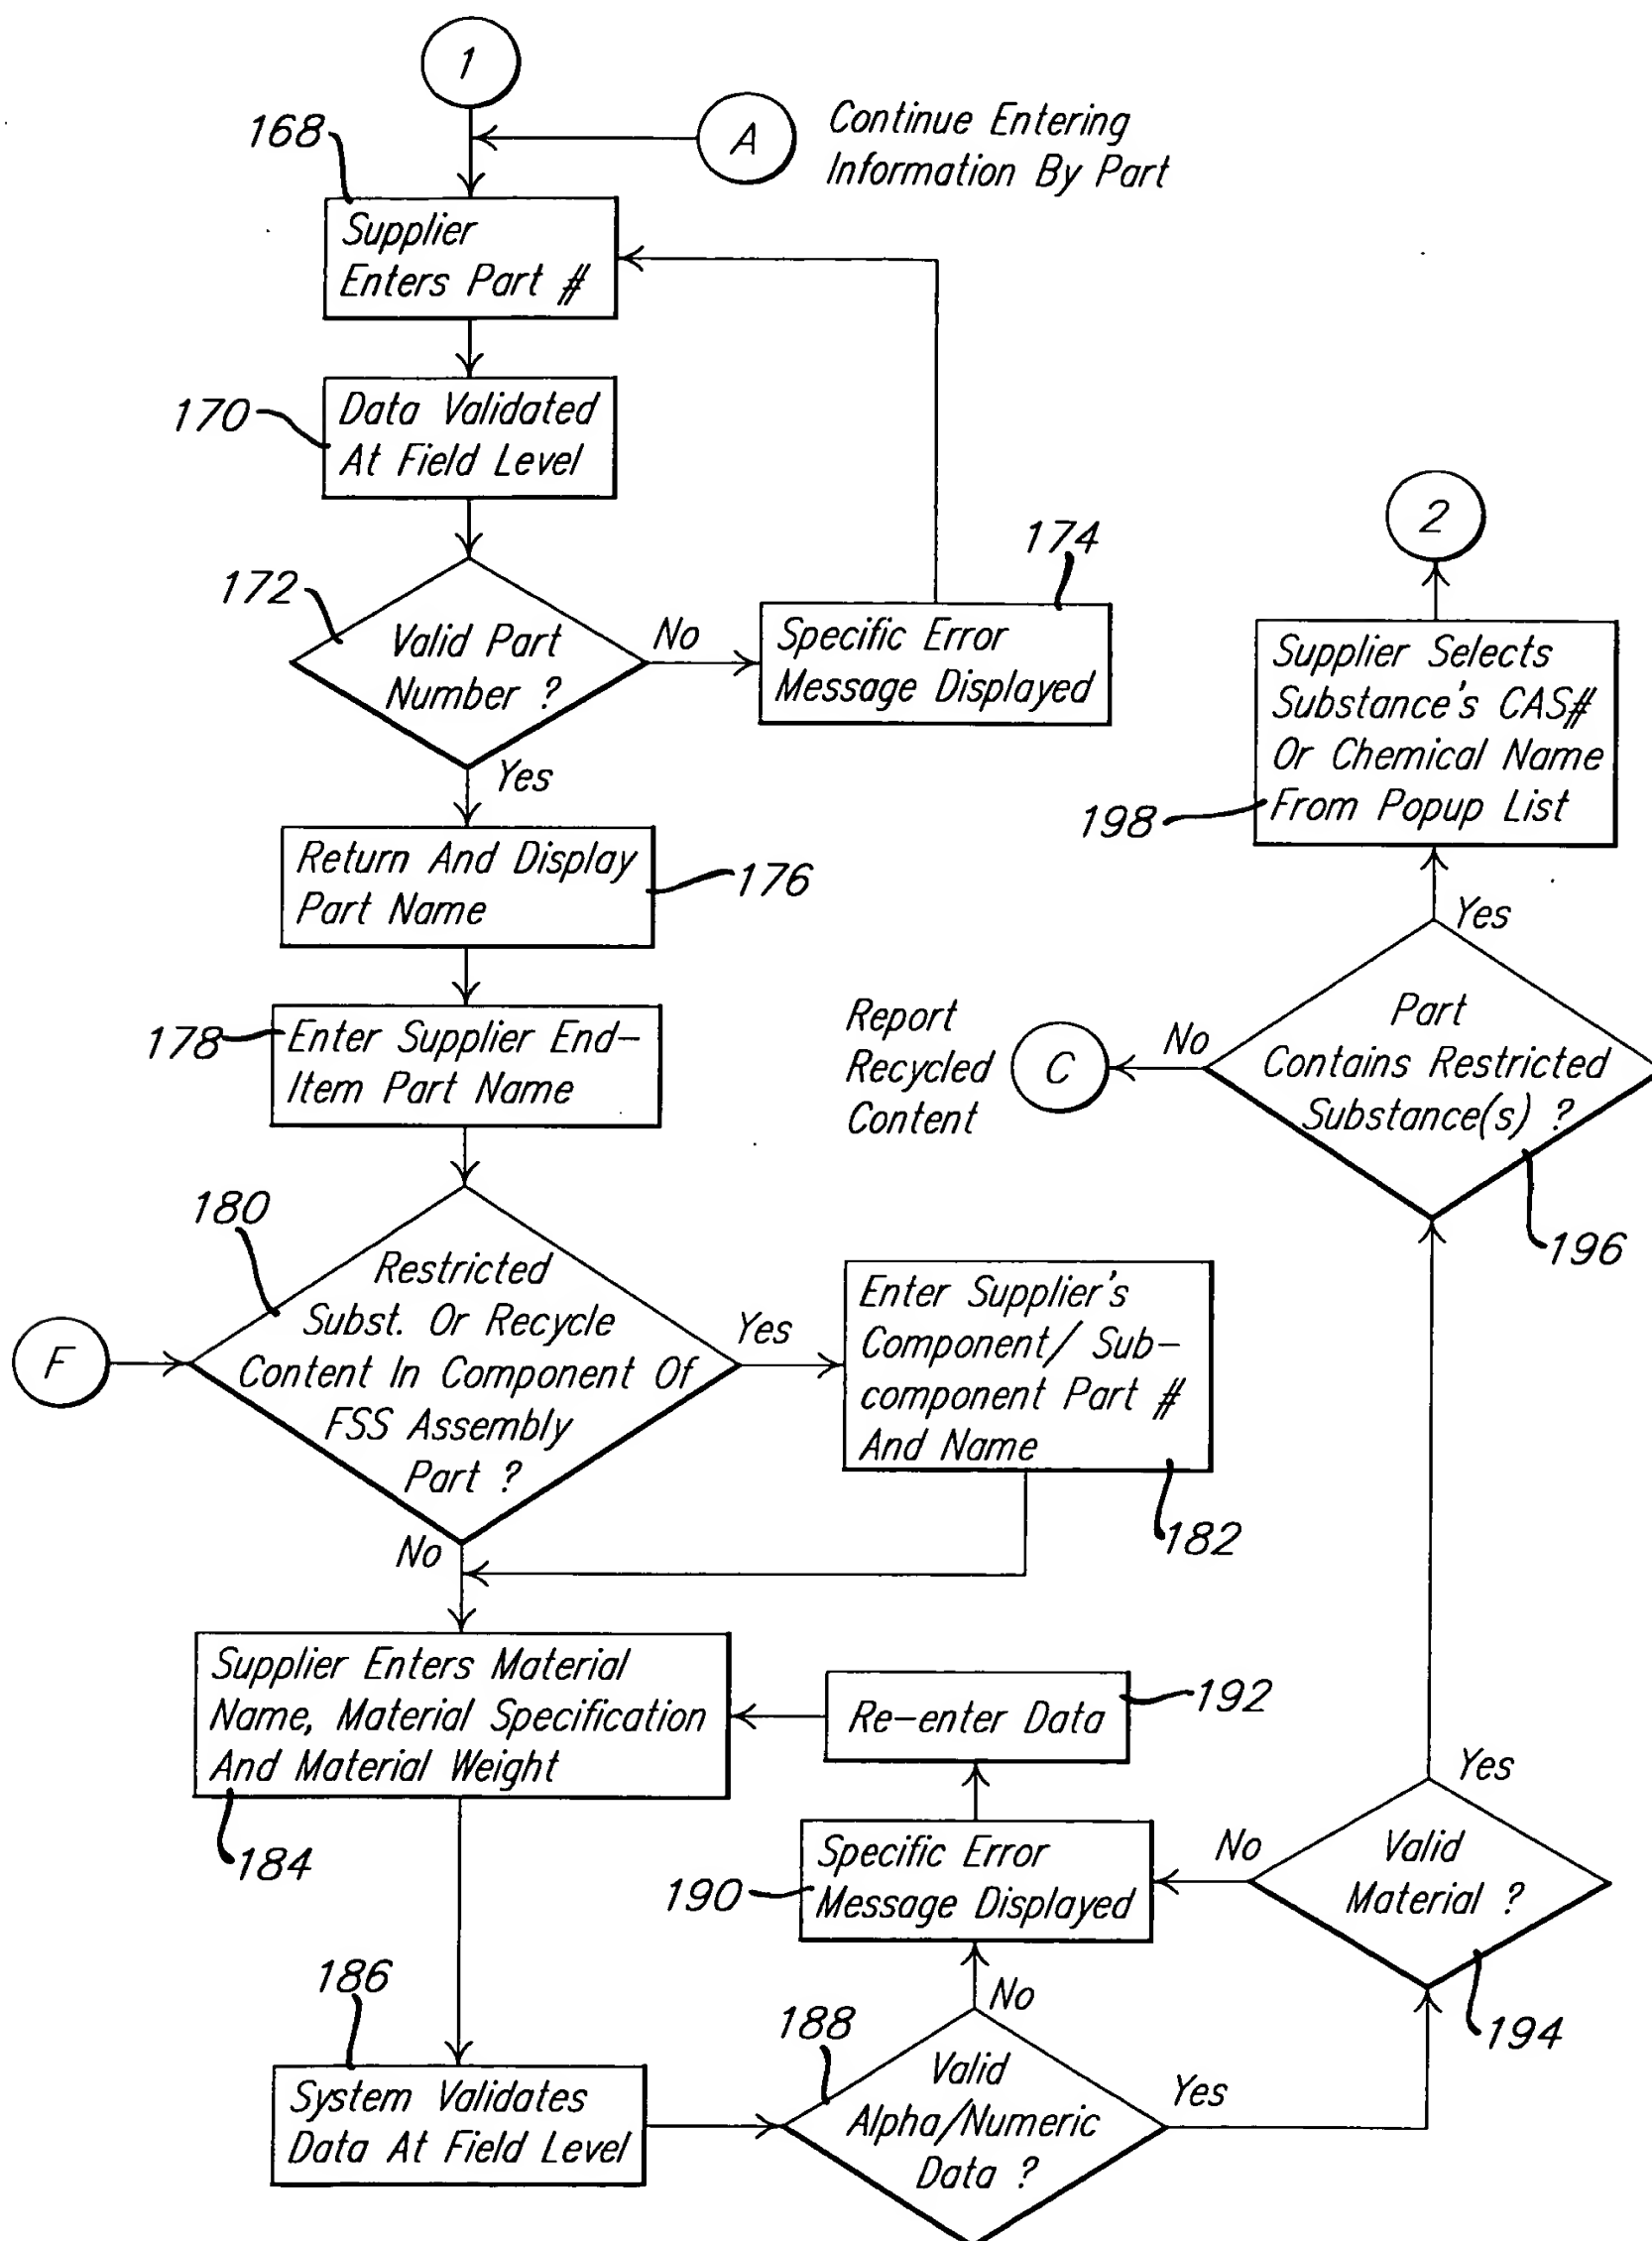 1
A
Continue Entering
Information By Part
168
Supplier
Enters Part #
170
Data Validated
At Field Level
172
Valid Part
Number ?
No
174
Specific Error
Message Displayed
Yes
Return And Display
Part Name
176
178
Enter Supplier End-
Item Part Name
180
F
Restricted
Subst. Or Recycle
Content In Component Of
FSS Assembly
Part ?
Yes
Enter Supplier's
Component/ Sub-
component Part #
And Name
182
No
Supplier Enters Material
Name, Material Specification
And Material Weight
184
186
System Validates
Data At Field Level
188
Valid
Alpha/Numeric
Data ?
No
190
Specific Error
Message Displayed
Re-enter Data
192
Yes
194
Valid
Material ?
No
Yes
196
Part
Contains Restricted
Substance(s) ?
No
C
Report
Recycled
Content
Yes
198
Supplier Selects
Substance's CAS#
Or Chemical Name
From Popup List
2